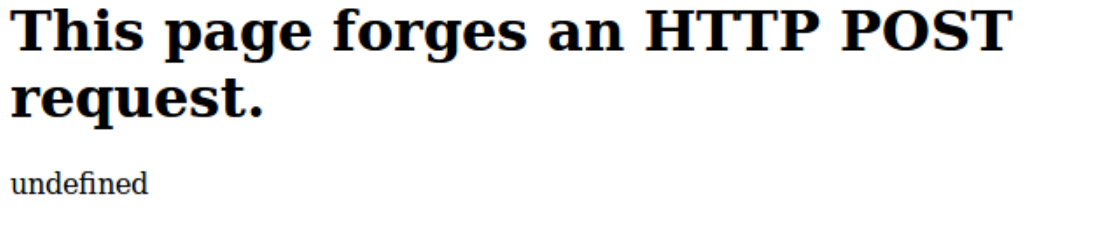 This page forges an HTTP POST
request.
undefined